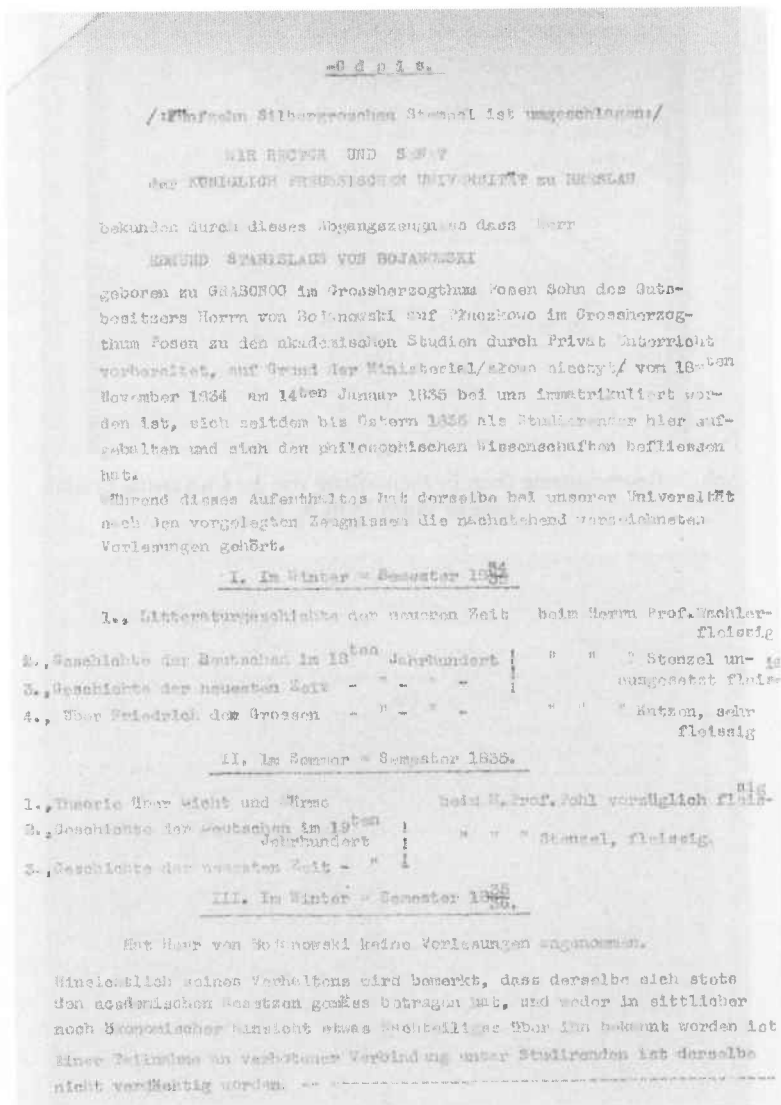 -C o p i a.
/:Fünfzehn Silbergroschen Stempel ist umgeschlagen:/
WIR RECTOR UND SENAT
der KÖNIGLICH PREUSSISCHEN UNIVERSITÄT zu BRESLAU
bekunden durch dieses Abgangszeugniss dass Herr
EDMUND STANISLAUS VON BOJANOWSKI
geboren zu GRABONOG im Grossherzogthum Posen Sohn des Guts-
besitzers Herrn von Bojanowski auf Płaczkowo im Grossherzog-
thum Posen zu den akademischen Studien durch Privat Unterricht
vorbereitet, auf Grund der Ministerial/słowo nieczyt/ vom 18-ten
November 1834 am 14ten Januar 1835 bei uns immatrikuliert wor-
den ist, sich seitdem bis Ostern 1836 als Studierender hier auf-
gehalten und sich den philosophischen Wissenschaften befliessen
hat.
Während dieses Aufenthaltes hat derselbe bei unserer Universität
nach den vorgelegten Zeugnissen die nachstehend verzeichneten
Vorlesungen gehört.
I. Im Winter - Semester 1834/35
1., Litteraturgeschichte der neueren Zeit beim Herrn Prof.Wachler-
fleissig
2.,Geschichte der Deutschen im 18ten Jahrhundert ! " " " Stenzel un-
3.,Geschichte der neuesten Zeit - " - " - ! ausgesetzt fleis-
4., Über Friedrich dem Grossen - " - " - " " " Kutzen, sehr
fleissig
II. Im Sommer - Semester 1835.
1.,Theorie über Licht und Wärme beim H.Prof.Pohl vorzüglich fleis-sig
2.,Geschichte der Deutschen im 19ten ! " " " Stenzel, fleissig.
Jahrhundert !
3.,Geschichte der neuesten Zeit - " !
III. Im Winter - Semester 1835/36.
Hat Herr von Bojanowski keine Vorlesungen angenommen.
Hinsichtlich seines Verhaltens wird bemerkt, dass derselbe sich stets
den academischen Gesetzen gemäss betragen hat, und weder in sittlicher
noch ökonomischer Hinsicht etwas Nachteiliges über ihn bekannt worden ist
Einer Teilnahme an verbotener Verbindung unter Studirenden ist derselbe
nicht verdächtig worden. -- --------------------